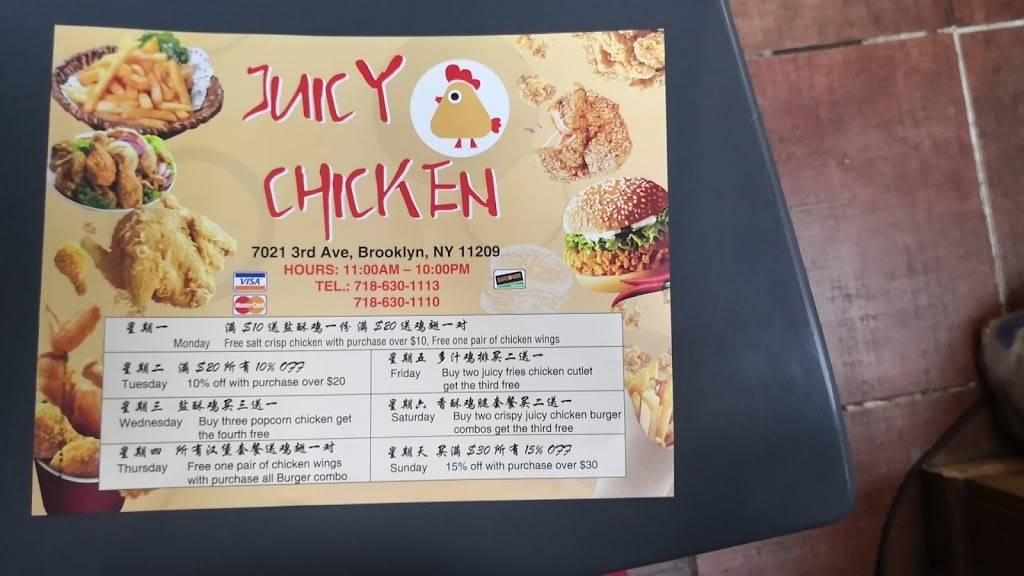 JUICY
CHICKEN
7021 3rd Ave, Brooklyn, NY 11209
HOURS: 11:00AM – 10:00PM
TEL.: 718-630-1113
718-630-1110
VISA
MasterCard
DISCOVER
星期一 满 $10 送盐酥鸡一份 满 $20 送鸡翅一对
Monday Free salt crisp chicken with purchase over $10, Free one pair of chicken wings
星期二 满 $20 所有 10% OFF
Tuesday 10% off with purchase over $20
星期三 盐酥鸡买三送一
Wednesday Buy three popcorn chicken get
the fourth free
星期四 所有汉堡套餐送鸡翅一对
Thursday Free one pair of chicken wings
with purchase all Burger combo
星期五 多汁鸡排买二送一
Friday Buy two juicy fries chicken cutlet
get the third free
星期六 香酥鸡腿套餐买二送一
Saturday Buy two crispy juicy chicken burger
combos get the third free
星期天 买满 $30 所有 15% OFF
Sunday 15% off with purchase over $30